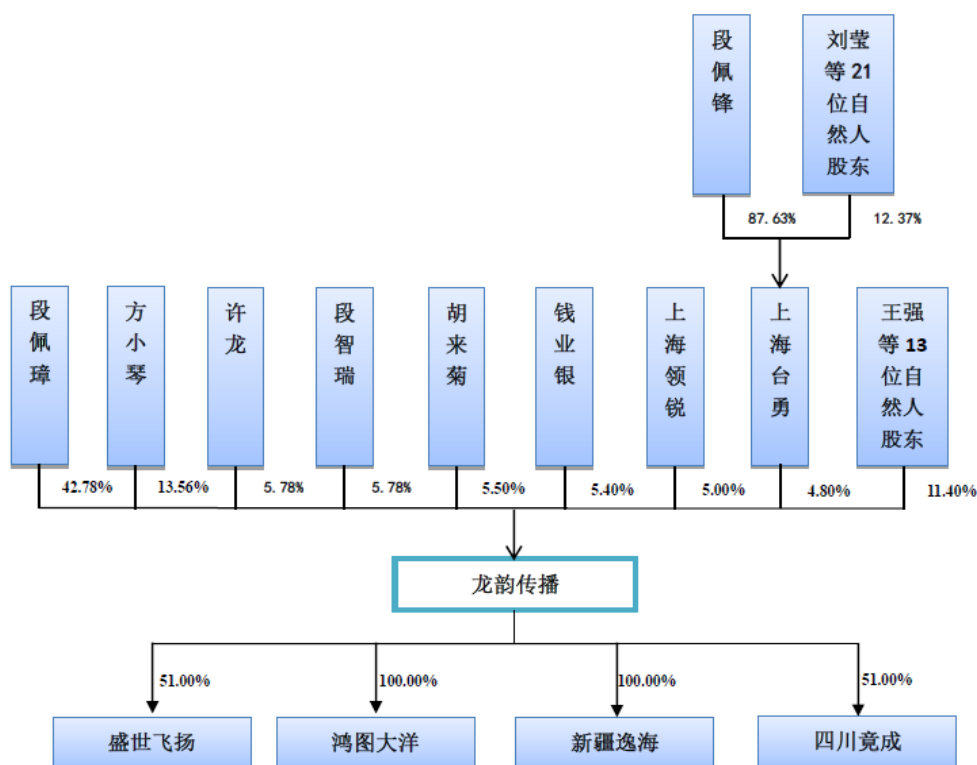 段佩锋
刘莹等 21 位自然人股东
87.63%
12.37%
段佩璋
方小琴
许龙
段智瑞
胡来菊
钱业银
上海领锐
上海台勇
王强等 13 位自然人股东
42.78%
13.56%
5.78%
5.78%
5.50%
5.40%
5.00%
4.80%
11.40%
龙韵传播
51.00%
100.00%
100.00%
51.00%
盛世飞扬
鸿图大洋
新疆逸海
四川竟成